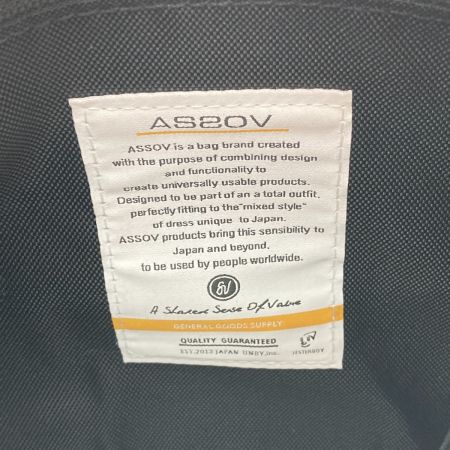 ASSOV
ASSOV is a bag brand created
with the purpose of combining design
and functionality to
create universally usable products.
Designed to be part of an a total outfit,
perfectly fitting to the "mixed style"
of dress unique to Japan.
ASSOV products bring this sensibility to
Japan and beyond.
to be used by people worldwide.
A Shared Sense Of Value
GENERAL GOODS SUPPLY
QUALITY GUARANTEED
EST.2013 JAPAN UNBY,Inc.